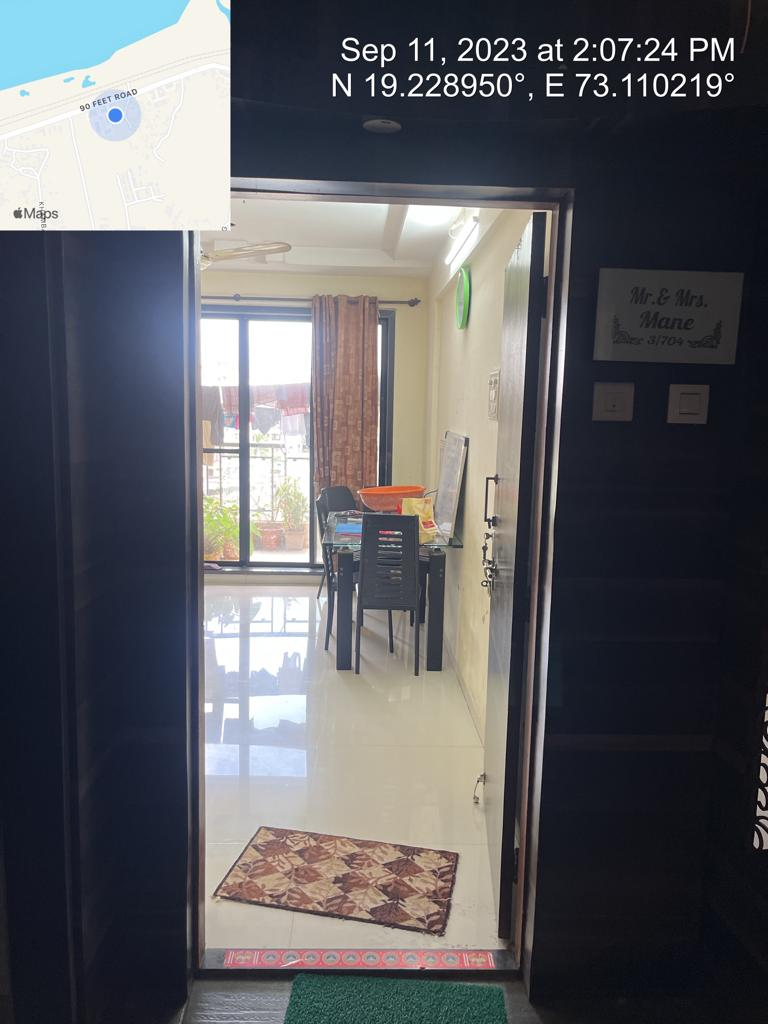 Sep 11, 2023 at 2:07:24 PM
N 19.228950°, E 73.110219°
90 FEET ROAD
Maps
Mr.& Mrs.
Mane
3/704